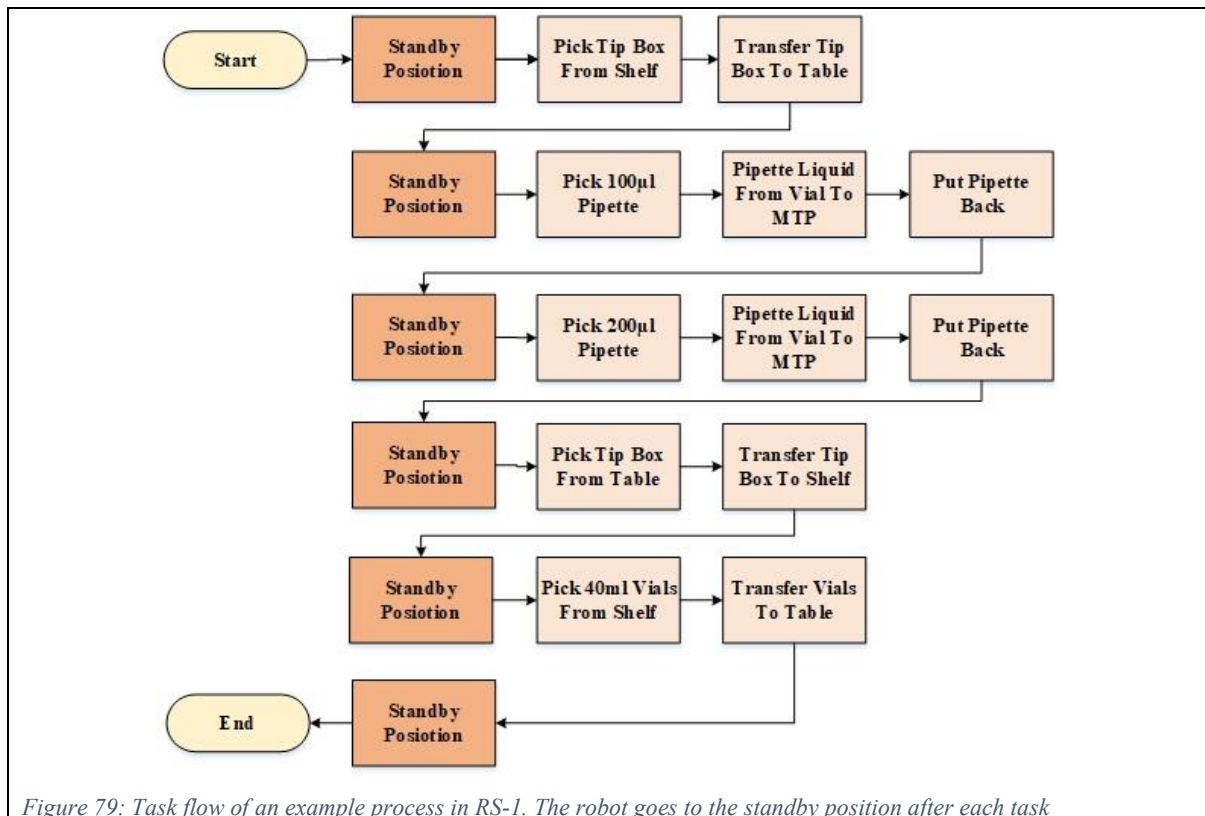 Start
Standby
Posiotion
Pick Tip Box
From Shelf
Transfer Tip
Box To Table
Standby
Posiotion
Pick 100µl
Pipette
Pipette Liquid
From Vial To
MTP
Put Pipette
Back
Standby
Posiotion
Pick 200µl
Pipette
Pipette Liquid
From Vial To
MTP
Put Pipette
Back
Standby
Posiotion
Pick Tip Box
From Table
Transfer Tip
Box To Shelf
Standby
Posiotion
Pick 40ml Vials
From Shelf
Transfer Vials
To Table
End
Standby
Posiotion
Figure 79: Task flow of an example process in RS-1. The robot goes to the standby position after each task